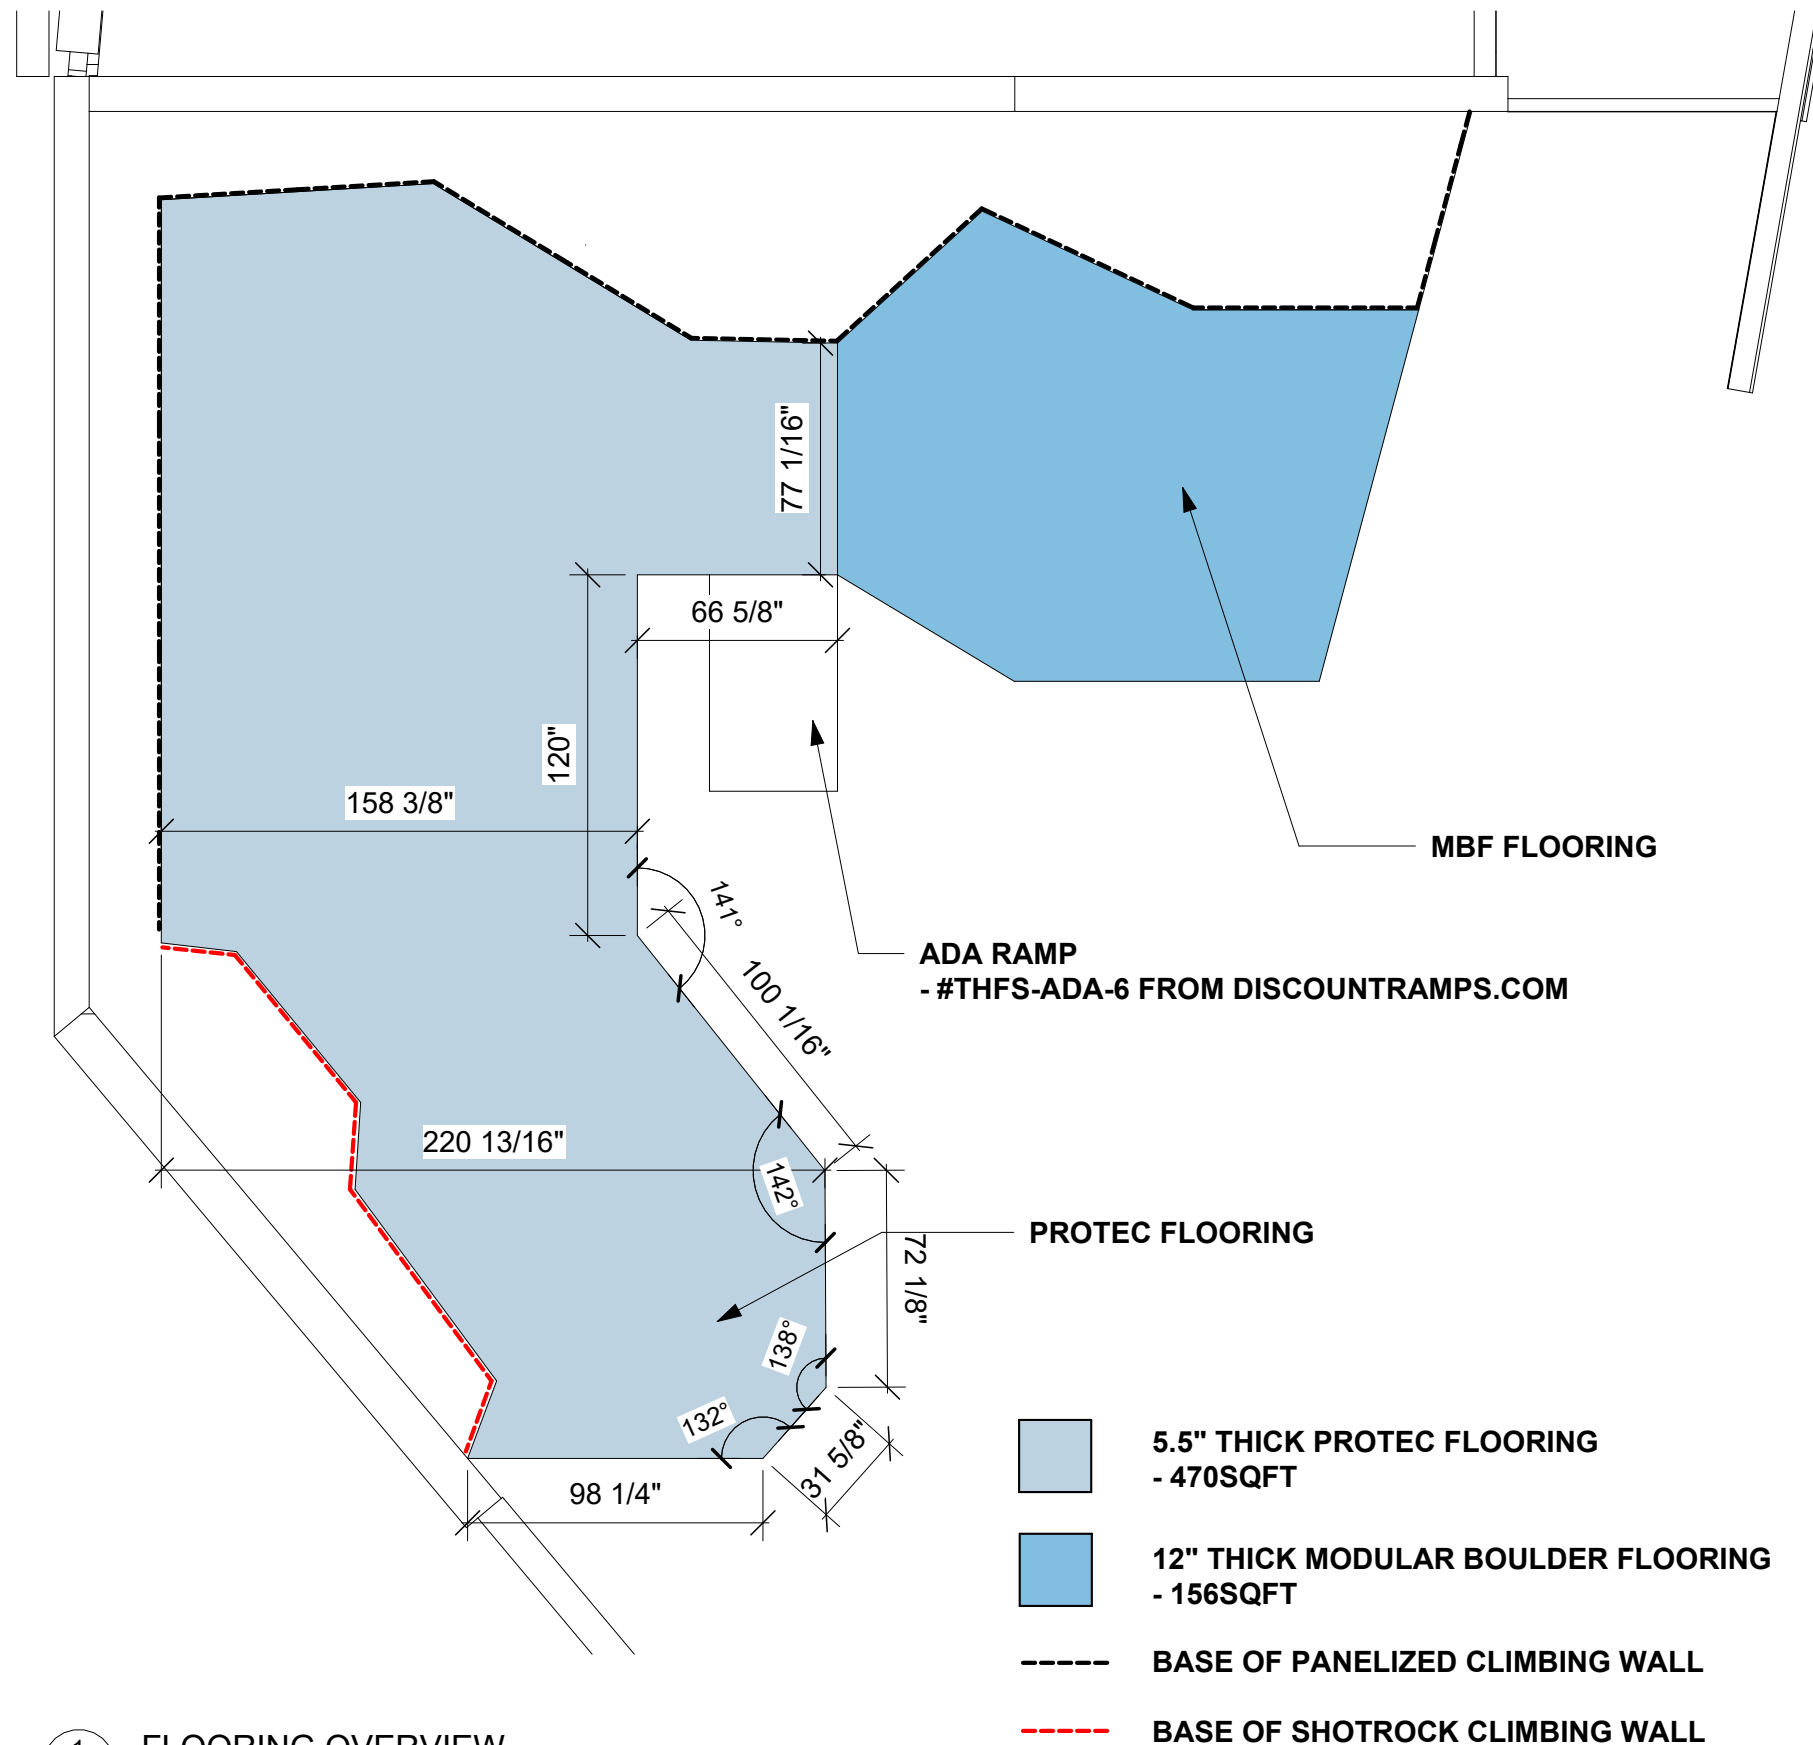 77 1/16"
66 5/8"
120"
158 3/8"
141°
MBF FLOORING
ADA RAMP
- #THFS-ADA-6 FROM DISCOUNTRAMPS.COM
100 1/16"
220 13/16"
142°
PROTEC FLOORING
72 1/8"
138°
132°
31 5/8"
98 1/4"
5.5" THICK PROTEC FLOORING
- 470SQFT
12" THICK MODULAR BOULDER FLOORING
- 156SQFT
BASE OF PANELIZED CLIMBING WALL
BASE OF SHOTROCK CLIMBING WALL
1 FLOORING OVERVIEW